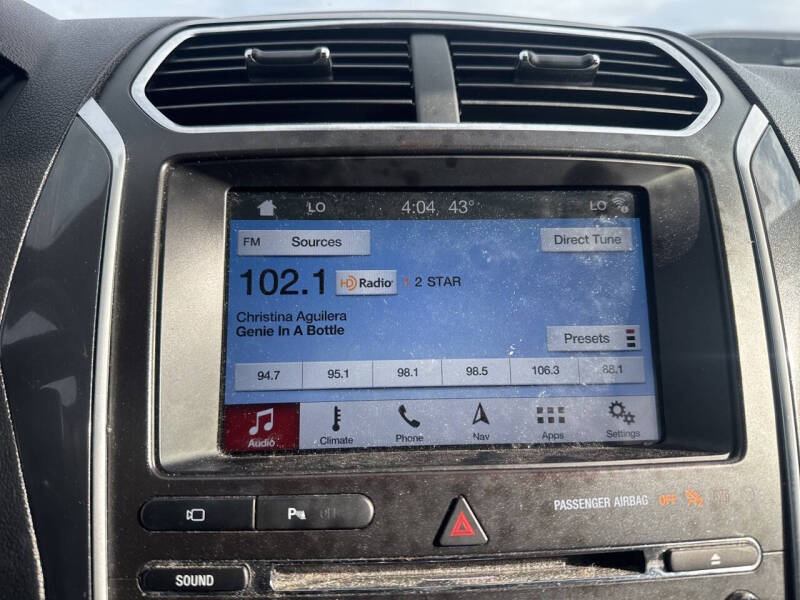 LO 4:04 43° LO
FM Sources Direct Tune
102.1 HD Radio 1 2 STAR
Christina Aguilera
Genie In A Bottle
Presets
94.7 95.1 98.1 98.5 106.3 88.1
Audio Climate Phone Nav Apps Settings
P OFF
PASSENGER AIRBAG OFF
SOUND